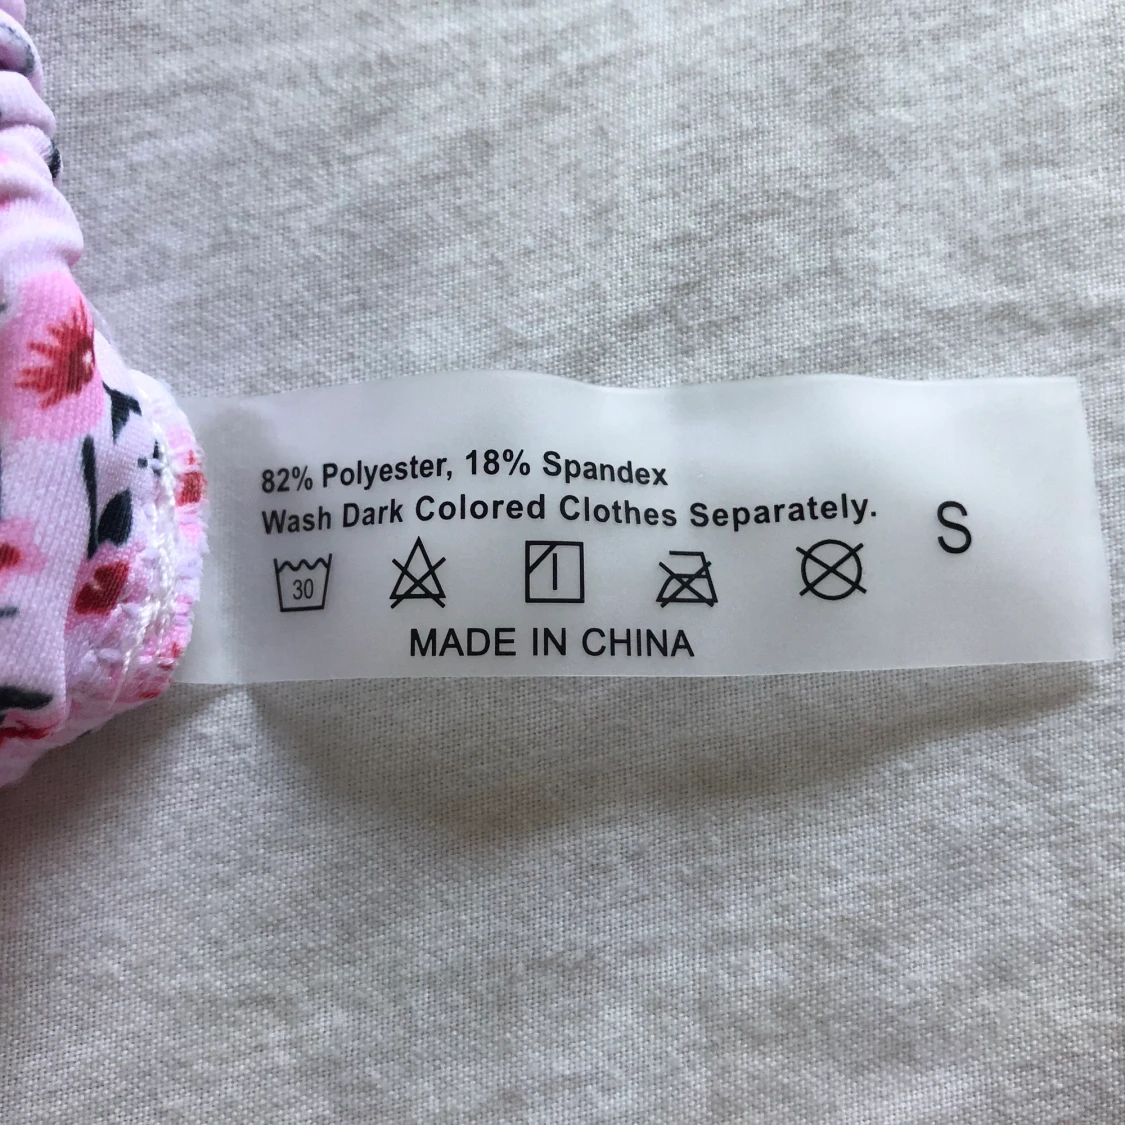 82% Polyester, 18% Spandex
Wash Dark Colored Clothes Separately.
S
30
MADE IN CHINA